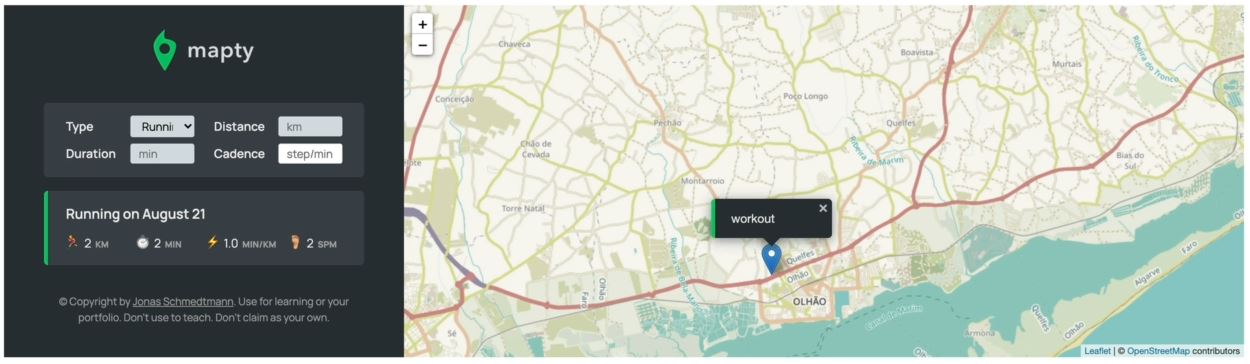 mapty
Type Runni Distance km
Duration min Cadence step/min
Running on August 21
2 KM 2 MIN 1.0 MIN/KM 2 SPM
© Copyright by Jonas Schmedtmann. Use for learning or your
portfolio. Don't use to teach. Don't claim as your own.
+
−
Chaveca
Boavista
Ribeira do Tronco
Murtais
Conceição
Poço Longo
Pechão
Quelfes
Chão de
Cevada
Ribeira de Marim
Bias do
Sul
Montarroio
Torre Natal
workout
×
Quelfes
Olhão
Faro
Olhão
OLHÃO
Canal de Marim
Armona
Quelfes
Olhão
Algarve
Faro
Sé
Leaflet | © OpenStreetMap contributors